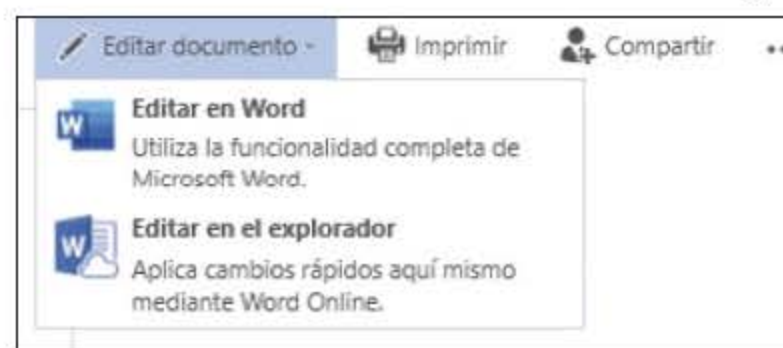 Editar documento - Imprimir Compartir ..
Editar en Word
Utiliza la funcionalidad completa de
Microsoft Word.
Editar en el explorador
Aplica cambios rápidos aquí mismo
mediante Word Online.